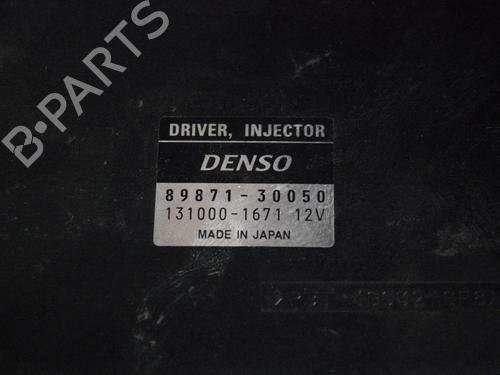 B·PARTS
DRIVER, INJECTOR
DENSO
89871-30050
131000-1671 12V
MADE IN JAPAN